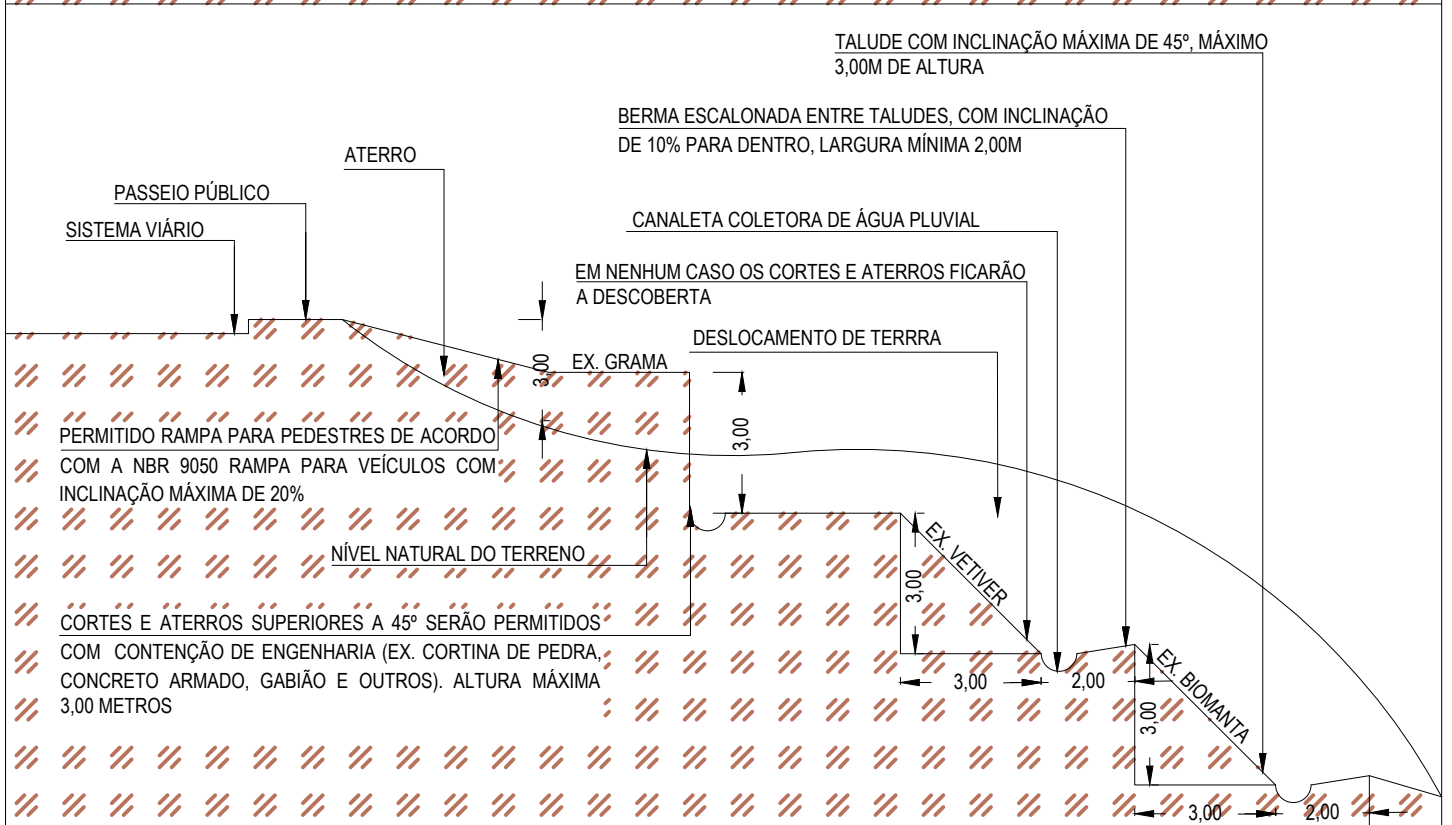 TALUDE COM INCLINAÇÃO MÁXIMA DE 45º, MÁXIMO
3,00M DE ALTURA
BERMA ESCALONADA ENTRE TALUDES, COM INCLINAÇÃO
DE 10% PARA DENTRO, LARGURA MÍNIMA 2,00M
ATERRO
PASSEIO PÚBLICO
SISTEMA VIÁRIO
CANALETA COLETORA DE ÁGUA PLUVIAL
EM NENHUM CASO OS CORTES E ATERROS FICARÃO
A DESCOBERTA
DESLOCAMENTO DE TERRRA
EX. GRAMA
3,00
3,00
PERMITIDO RAMPA PARA PEDESTRES DE ACORDO
COM A NBR 9050 RAMPA PARA VEÍCULOS COM
INCLINAÇÃO MÁXIMA DE 20%
NÍVEL NATURAL DO TERRENO
EX. VETIVER
3,00
CORTES E ATERROS SUPERIORES A 45º SERÃO PERMITIDOS
COM CONTENÇÃO DE ENGENHARIA (EX. CORTINA DE PEDRA,
CONCRETO ARMADO, GABIÃO E OUTROS). ALTURA MÁXIMA
3,00 METROS
3,00
2,00
EX. BIOMANTA
3,00
3,00
2,00